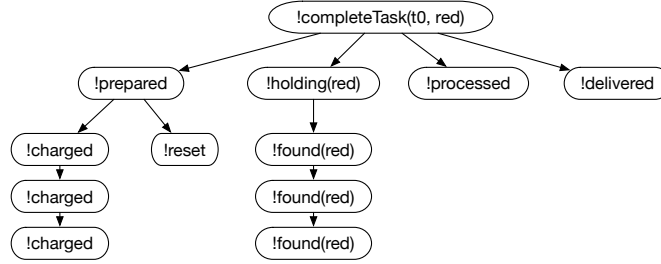 !completeTask(t0, red)
!prepared
!holding(red)
!processed
!delivered
!charged
!reset
!found(red)
!charged
!found(red)
!charged
!found(red)